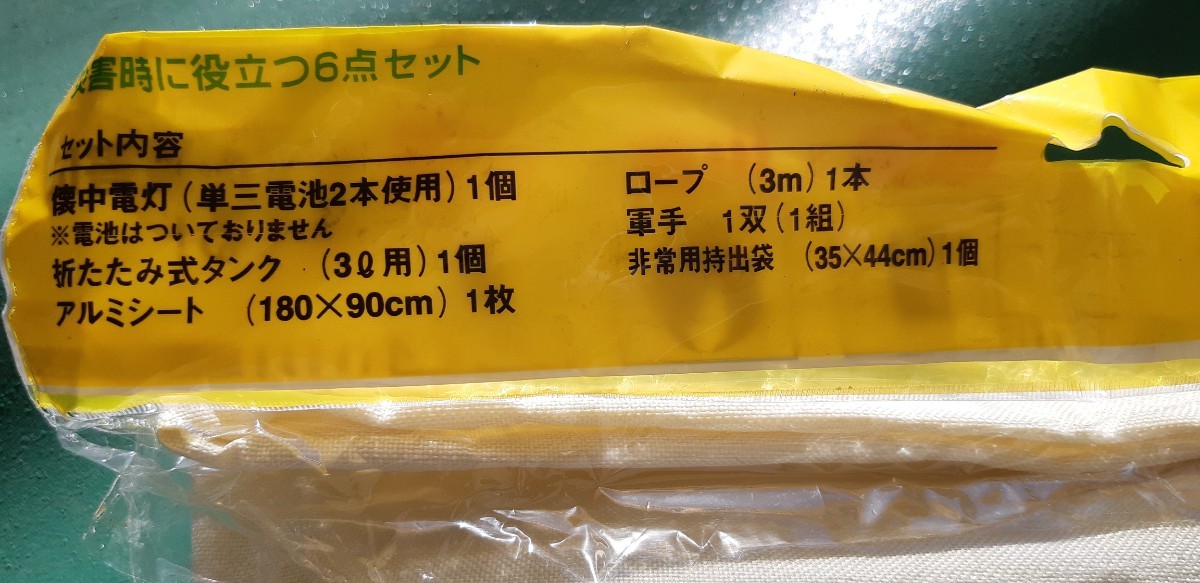 害時に役立つ6点セット
セット内容
懐中電灯(単三電池2本使用)1個
※電池はついておりません
折たたみ式タンク (3ℓ用)1個
アルミシート (180×90cm) 1枚
ロープ (3m)1本
軍手 1双(1組)
非常用持出袋 (35×44cm)1個